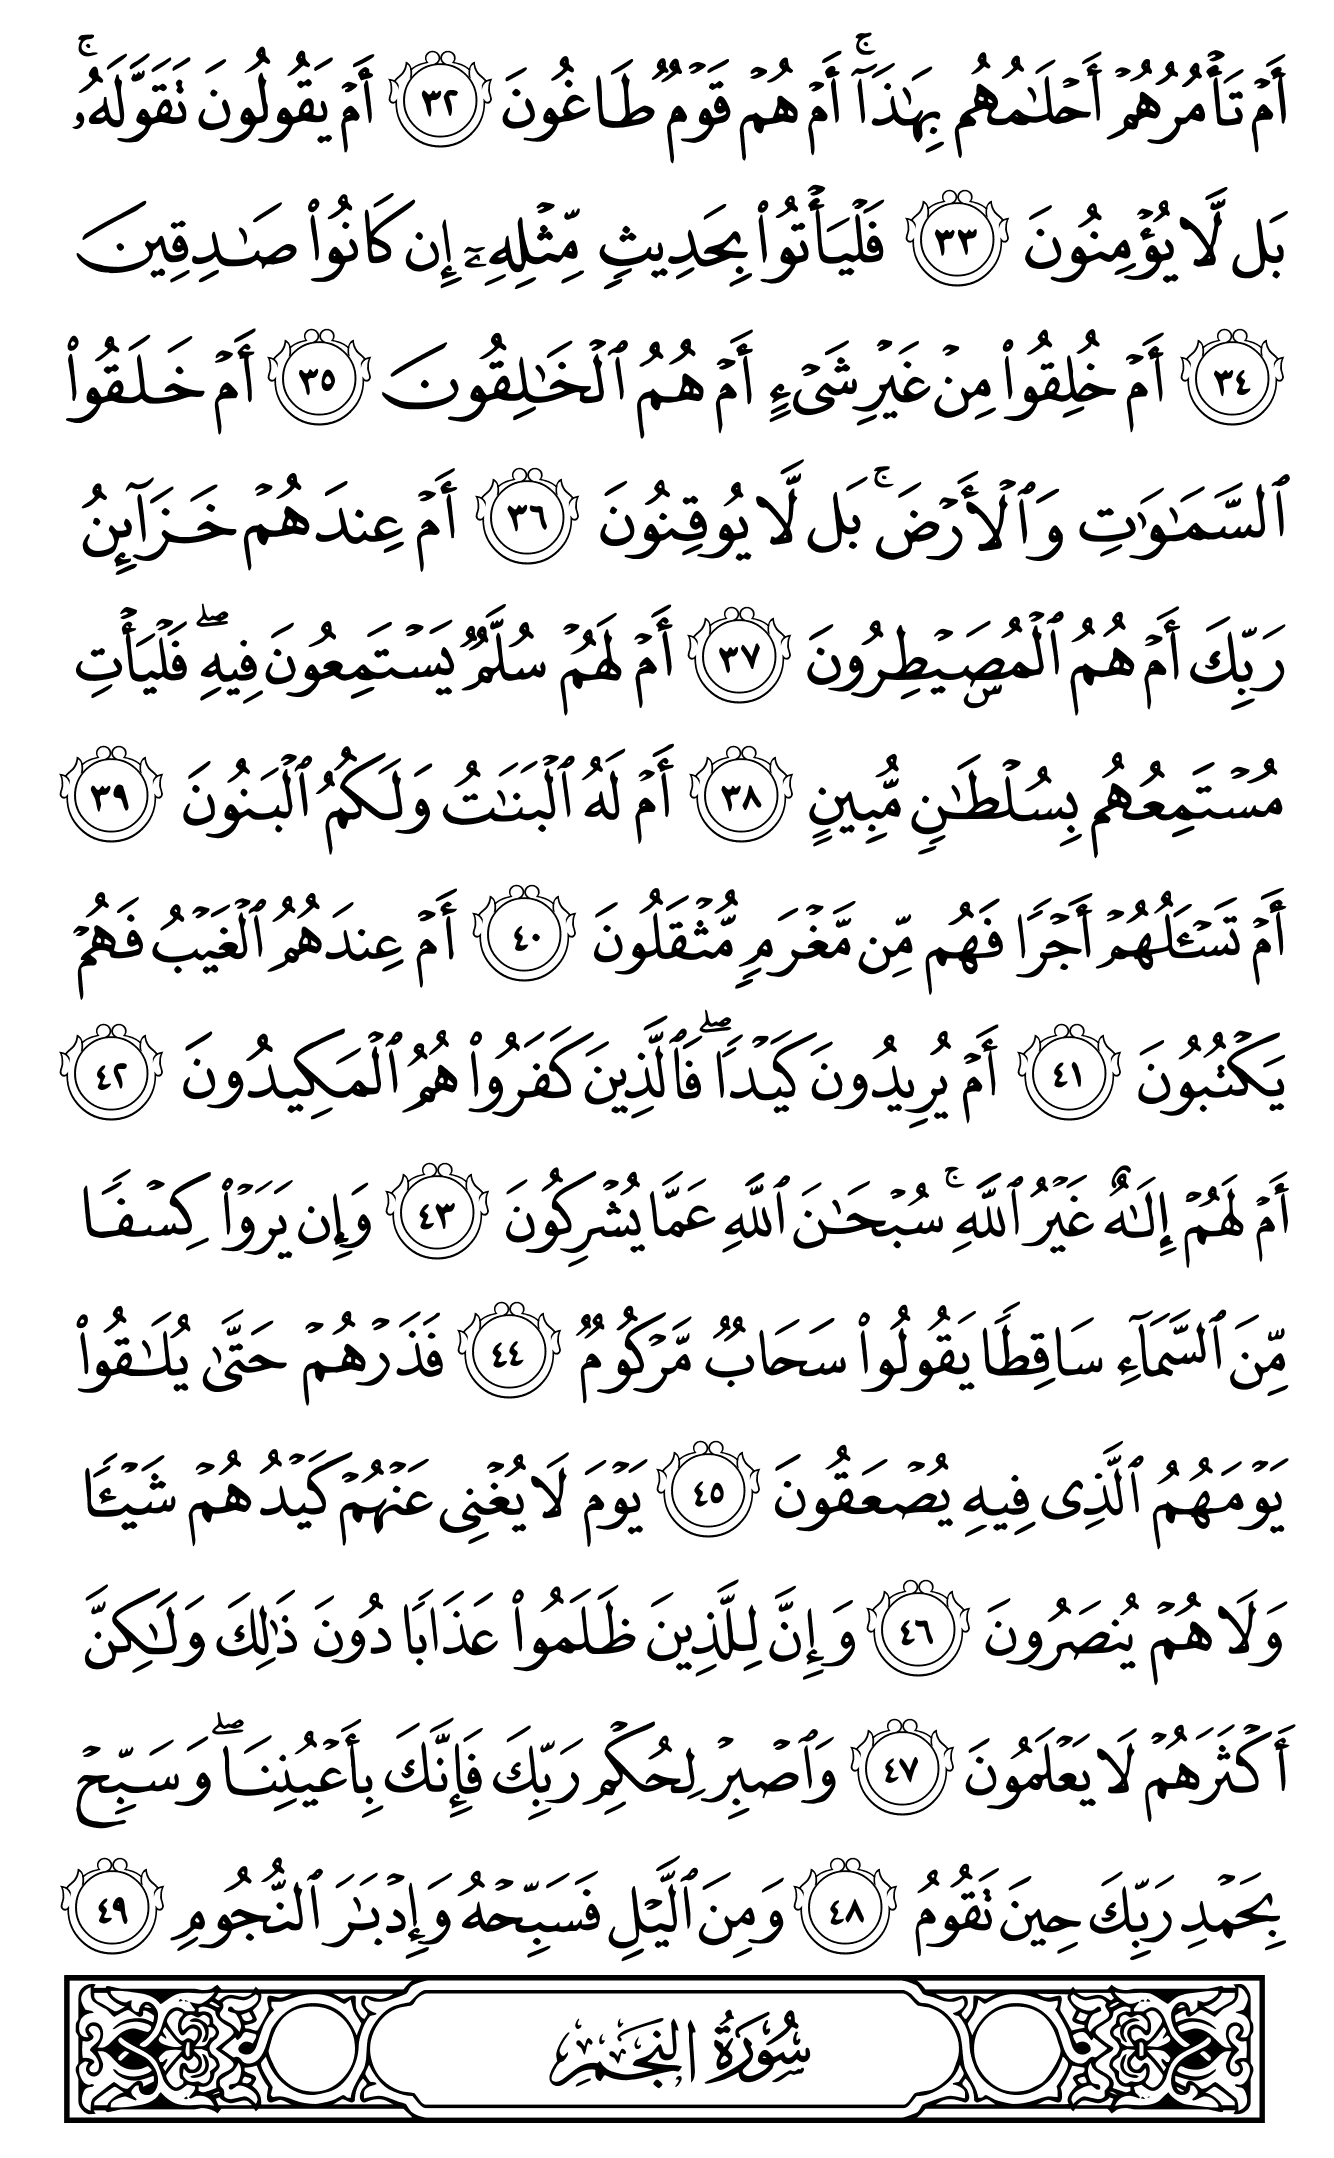 أَمْ تَأْمُرُهُمْ أَحْلَـٰمُهُم بِهَـٰذَآ ۚ أَمْ هُمْ قَوْمٌ طَاغُونَ ٣٢ أَمْ يَقُولُونَ تَقَوَّلَهُۥ ۚ
بَل لَّا يُؤْمِنُونَ ٣٣ فَلْيَأْتُوا۟ بِحَدِيثٍ مِّثْلِهِۦٓ إِن كَانُوا۟ صَـٰدِقِينَ
٣٤ أَمْ خُلِقُوا۟ مِنْ غَيْرِ شَىْءٍ أَمْ هُمُ ٱلْخَـٰلِقُونَ ٣٥ أَمْ خَلَقُوا۟
ٱلسَّمَـٰوَٰتِ وَٱلْأَرْضَ ۚ بَل لَّا يُوقِنُونَ ٣٦ أَمْ عِندَهُمْ خَزَآئِنُ
رَبِّكَ أَمْ هُمُ ٱلْمُصَۣيْطِرُونَ ٣٧ أَمْ لَهُمْ سُلَّمٌ يَسْتَمِعُونَ فِيهِ ۖ فَلْيَأْتِ
مُسْتَمِعُهُم بِسُلْطَـٰنٍ مُّبِينٍ ٣٨ أَمْ لَهُ ٱلْبَنَـٰتُ وَلَكُمُ ٱلْبَنُونَ ٣٩
أَمْ تَسْـَٔلُهُمْ أَجْرًا فَهُم مِّن مَّغْرَمٍ مُّثْقَلُونَ ٤٠ أَمْ عِندَهُمُ ٱلْغَيْبُ فَهُمْ
يَكْتُبُونَ ٤١ أَمْ يُرِيدُونَ كَيْدًا ۖ فَٱلَّذِينَ كَفَرُوا۟ هُمُ ٱلْمَكِيدُونَ ٤٢
أَمْ لَهُمْ إِلَـٰهٌ غَيْرُ ٱللَّهِ ۚ سُبْحَـٰنَ ٱللَّهِ عَمَّا يُشْرِكُونَ ٤٣ وَإِن يَرَوْا۟ كِسْفًا
مِّنَ ٱلسَّمَآءِ سَاقِطًا يَقُولُوا۟ سَحَابٌ مَّرْكُومٌ ٤٤ فَذَرْهُمْ حَتَّىٰ يُلَـٰقُوا۟
يَوْمَهُمُ ٱلَّذِى فِيهِ يُصْعَقُونَ ٤٥ يَوْمَ لَا يُغْنِى عَنْهُمْ كَيْدُهُمْ شَيْـًٔا
وَلَا هُمْ يُنصَرُونَ ٤٦ وَإِنَّ لِلَّذِينَ ظَلَمُوا۟ عَذَابًا دُونَ ذَٰلِكَ وَلَـٰكِنَّ
أَكْثَرَهُمْ لَا يَعْلَمُونَ ٤٧ وَٱصْبِرْ لِحُكْمِ رَبِّكَ فَإِنَّكَ بِأَعْيُنِنَا ۖ وَسَبِّحْ
بِحَمْدِ رَبِّكَ حِينَ تَقُومُ ٤٨ وَمِنَ ٱلَّيْلِ فَسَبِّحْهُ وَإِدْبَـٰرَ ٱلنُّجُومِ ٤٩
سُورَةُ النَّجْمِ